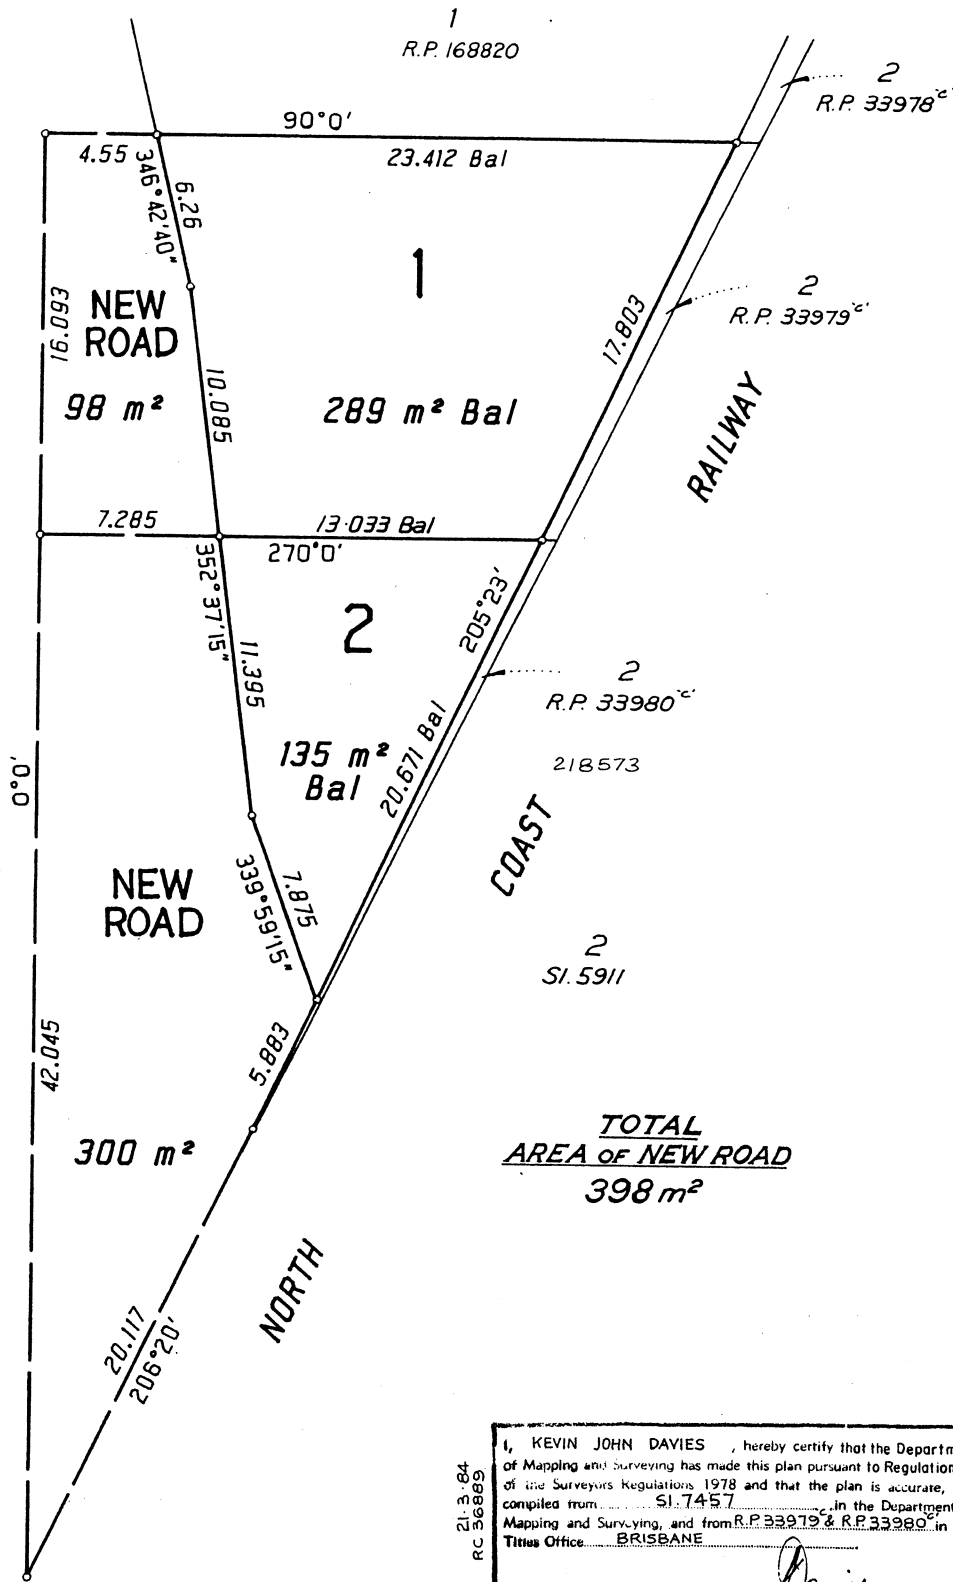 1
R.P. 168820
2
R.P. 33978 'c'
90°0'
4.55
23.412 Bal
346°42'40"
6.26
1
2
R.P. 33979 'c'
16.093
NEW
ROAD
17.803
98 m²
10.085
289 m² Bal
RAILWAY
7.285
13.033 Bal
270°0'
352°37'15"
2
205°23'
11.395
2
R.P. 33980 'c'
135 m²
Bal
20.671 Bal
218573
0°0'
COAST
NEW
ROAD
339°59'15"
7.875
2
SI.5911
42.045
5.883
300 m²
TOTAL
AREA OF NEW ROAD
398 m²
NORTH
20.117
206°20'
21·3·84
RC 36889
I, KEVIN JOHN DAVIES , hereby certify that the Departm
of Mapping and Surveying has made this plan pursuant to Regulation
of the Surveyors Regulations 1978 and that the plan is accurate,
compiled from SI.7457 in the Department
Mapping and Surveying, and from R.P. 33979 'c' & R.P. 33980 'c' in
Titles Office BRISBANE